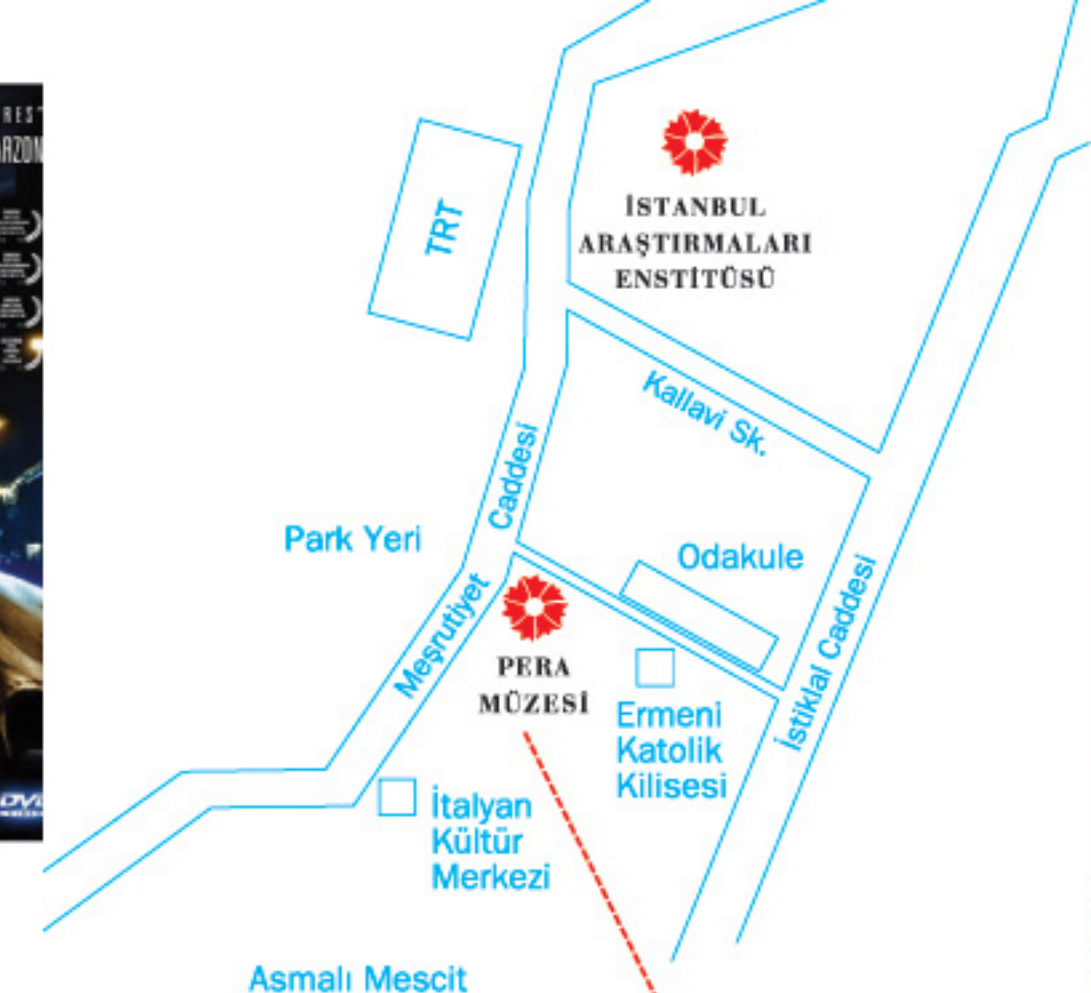 TRT
İSTANBUL
ARAŞTIRMALARI
ENSTİTÜSÜ
Kallavi Sk.
Caddesi
Park Yeri
Odakule
Meşrutiyet
PERA
MÜZESİ
Ermeni
Katolik
Kilisesi
İstiklal Caddesi
İtalyan
Kültür
Merkezi
Asmalı Mescit